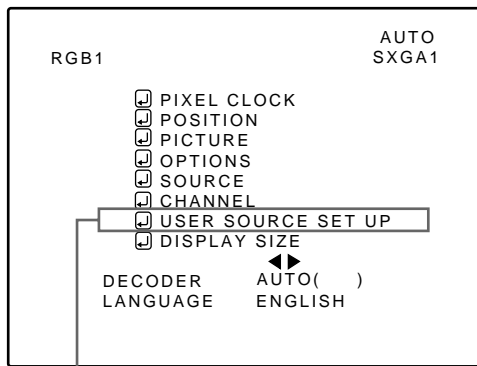 AUTO
RGB1 SXGA1
PIXEL CLOCK
POSITION
PICTURE
OPTIONS
SOURCE
CHANNEL
USER SOURCE SET UP
DISPLAY SIZE
DECODER AUTO( )
LANGUAGE ENGLISH